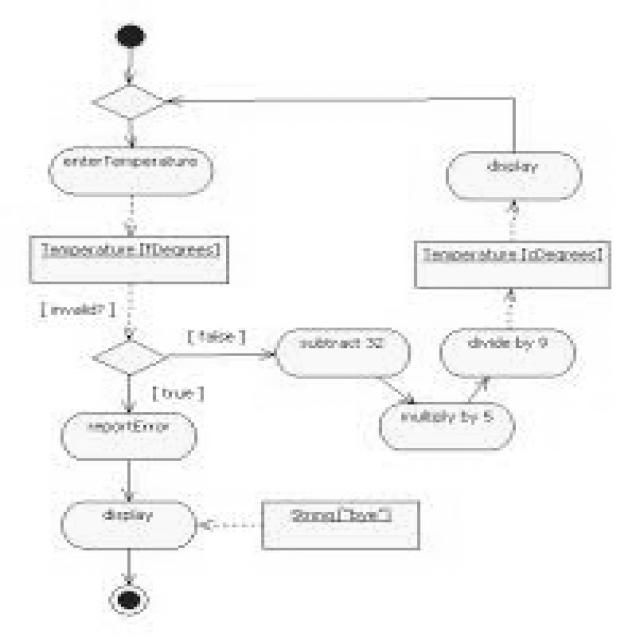 enterTemperature
display
Temperature [fDegrees]
Temperature [cDegrees]
[ invalid? ]
[ false ]
subtract 32
divide by 9
[ true ]
multiply by 5
reportError
display
String ["bye"]